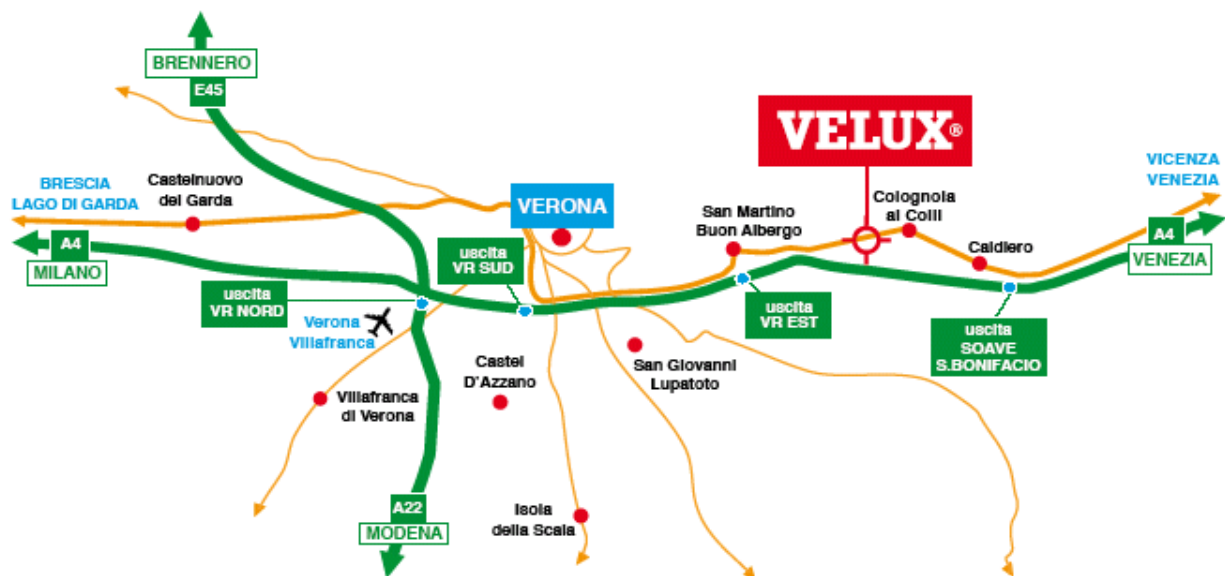 BRENNERO
E45
BRESCIA
LAGO DI GARDA
Castelnuovo
del Garda
A4
MILANO
uscita
VR NORD
Verona
Villafranca
Villafranca
di Verona
A22
MODENA
uscita
VR SUD
VERONA
Castel
D'Azzano
Isola
della Scala
San Giovanni
Lupatoto
San Martino
Buon Albergo
uscita
VR EST
VELUX®
Colognola
ai Colli
Caldiero
uscita
SOAVE
S.BONIFACIO
VICENZA
VENEZIA
A4
VENEZIA